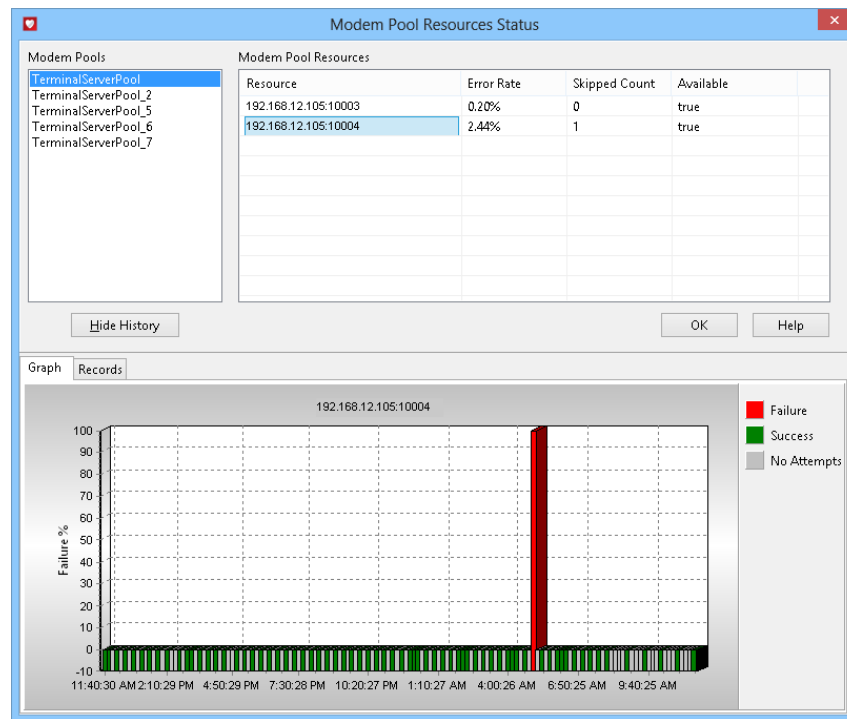 Modem Pool Resources Status
Modem Pools
TerminalServerPool
TerminalServerPool_2
TerminalServerPool_5
TerminalServerPool_6
TerminalServerPool_7
Modem Pool Resources
Resource Error Rate Skipped Count Available
192.168.12.105:10003 0.20% 0 true
192.168.12.105:10004 2.44% 1 true
Hide History
OK
Help
Graph
Records
192.168.12.105:10004
Failure %
100
90
80
70
60
50
40
30
20
10
0
-10
11:40:30 AM 2:10:29 PM 4:50:29 PM 7:30:28 PM 10:20:27 PM 1:10:27 AM 4:00:26 AM 6:50:25 AM 9:40:25 AM
Failure
Success
No Attempts